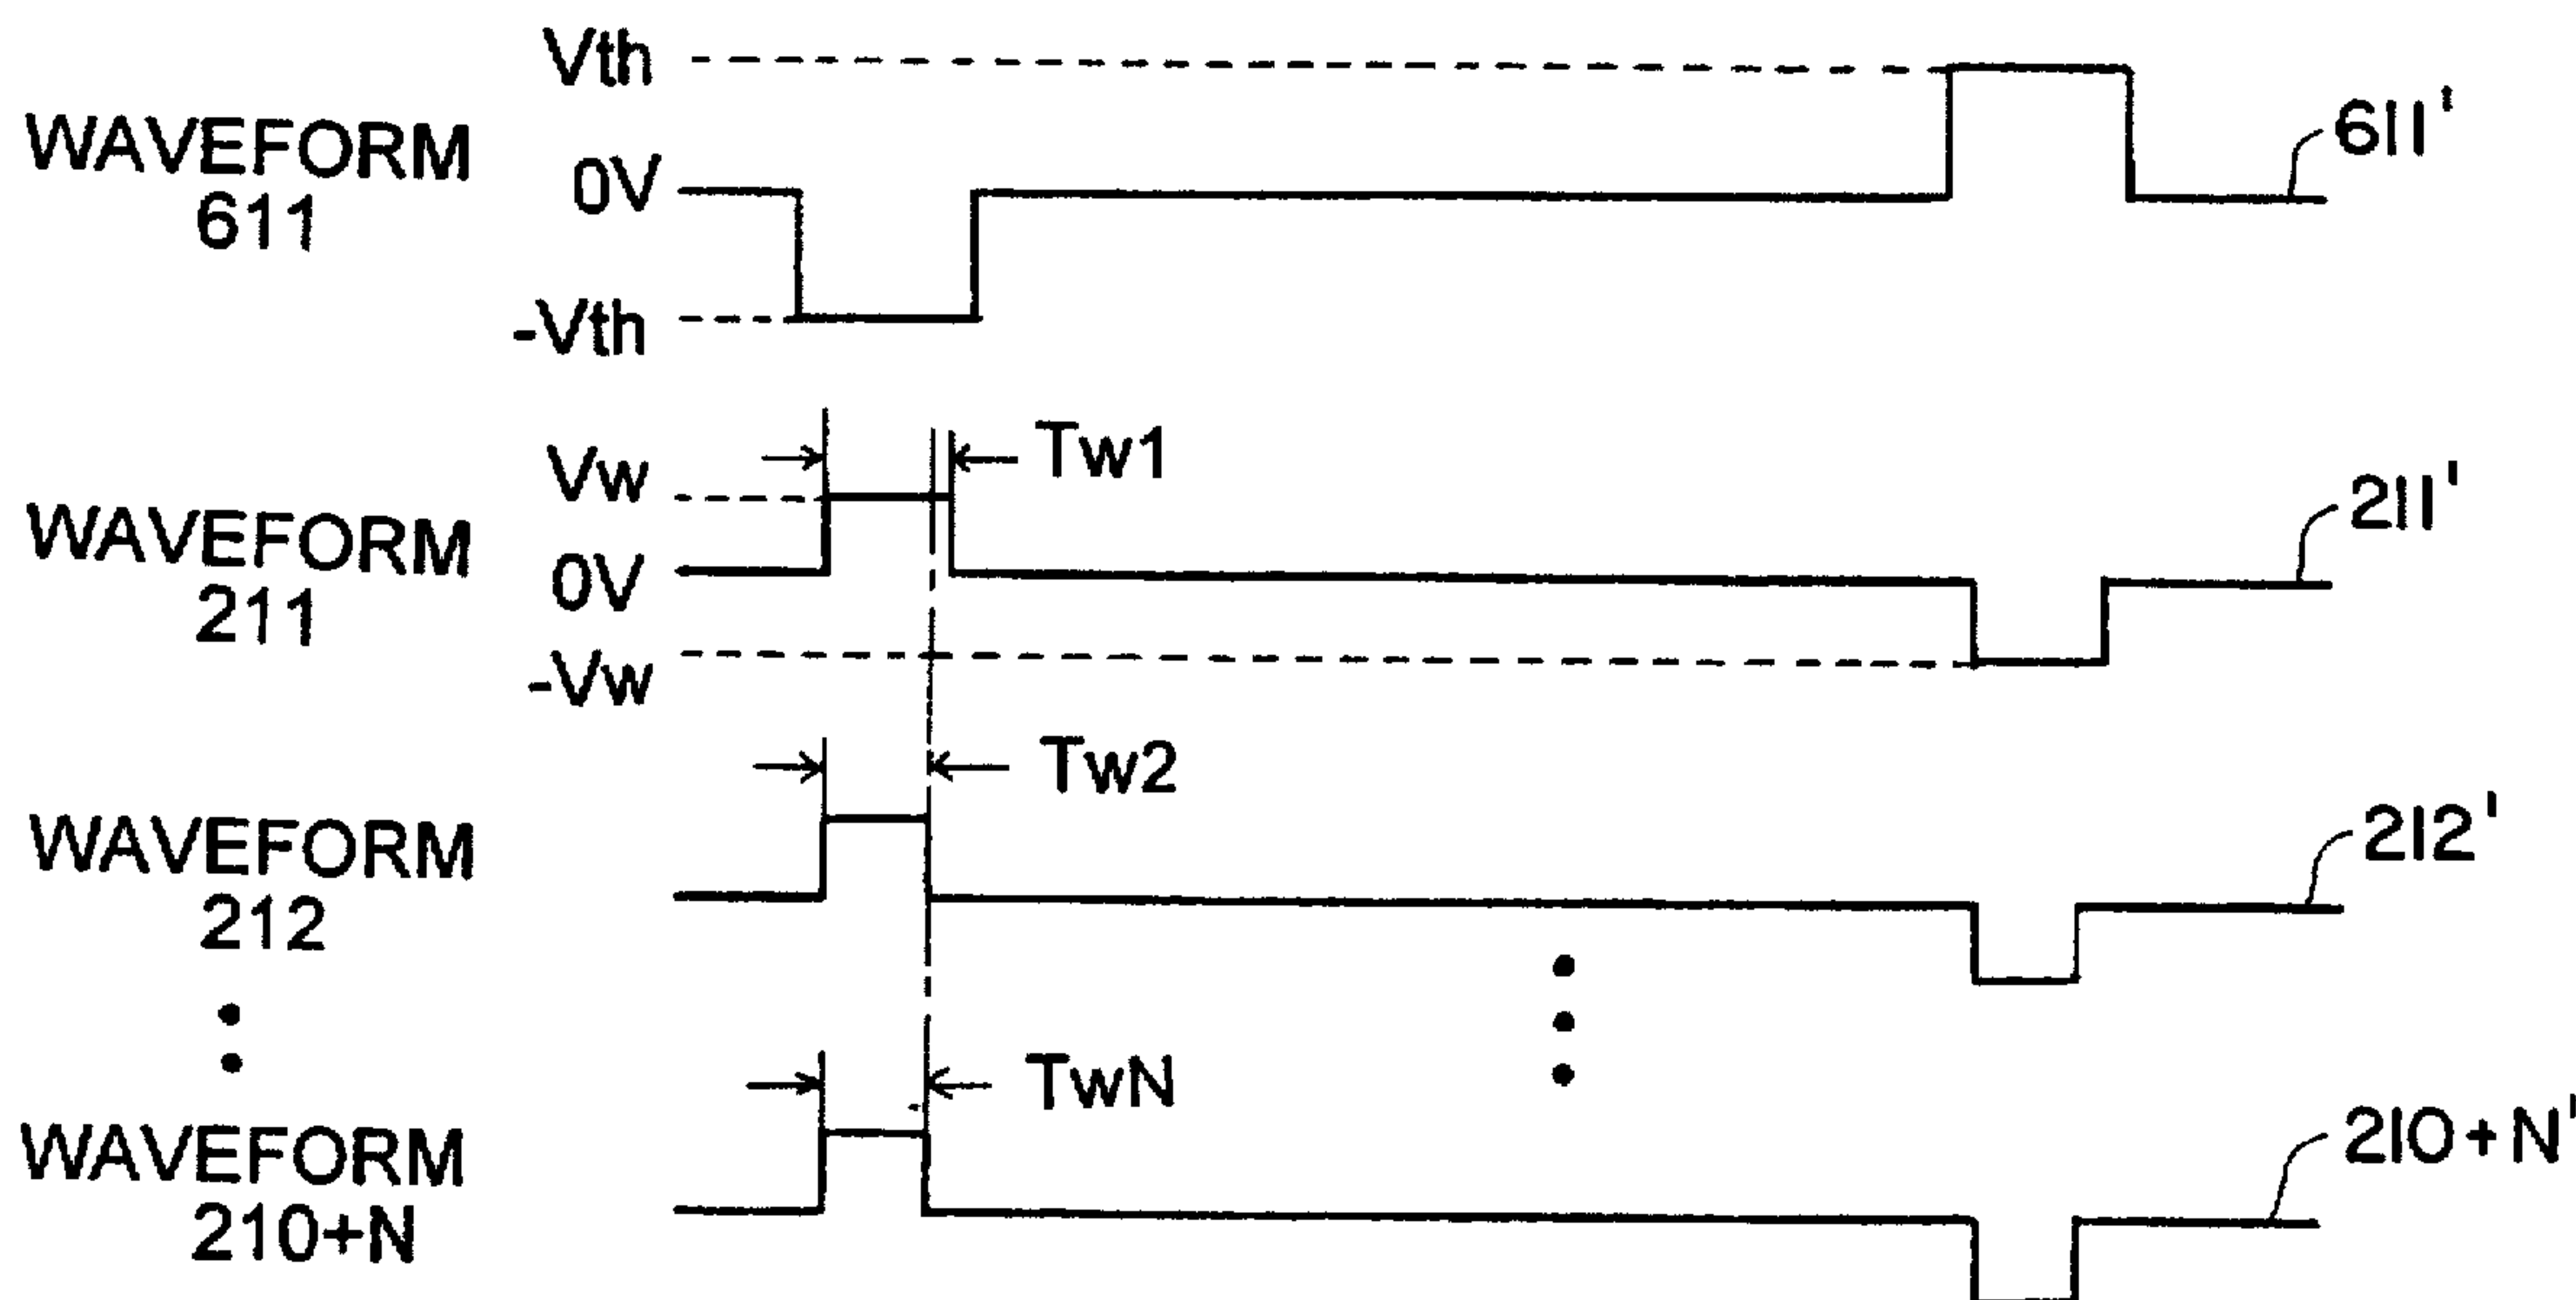 Vth
WAVEFORM
611
0V
611'
-Vth
Tw1
Vw
WAVEFORM
211
0V
211'
-Vw
Tw2
WAVEFORM
212
212'
TwN
WAVEFORM
210+N
210+N'